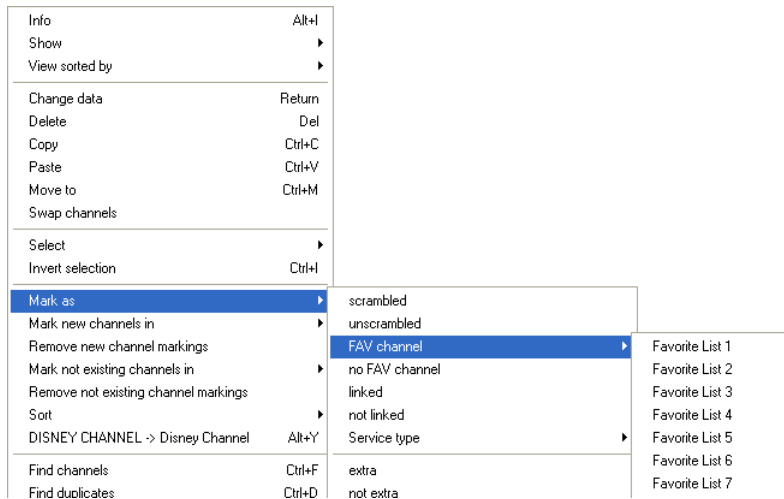 Info Alt+I
Show
View sorted by
Change data Return
Delete Del
Copy Ctrl+C
Paste Ctrl+V
Move to Ctrl+M
Swap channels
Select
Invert selection Ctrl+I
Mark as
Mark new channels in
Remove new channel markings
Mark not existing channels in
Remove not existing channel markings
Sort
DISNEY CHANNEL -> Disney Channel Alt+Y
Find channels Ctrl+F
Find duplicates Ctrl+D
scrambled
unscrambled
FAV channel
no FAV channel
linked
not linked
Service type
extra
not extra
Favorite List 1
Favorite List 2
Favorite List 3
Favorite List 4
Favorite List 5
Favorite List 6
Favorite List 7